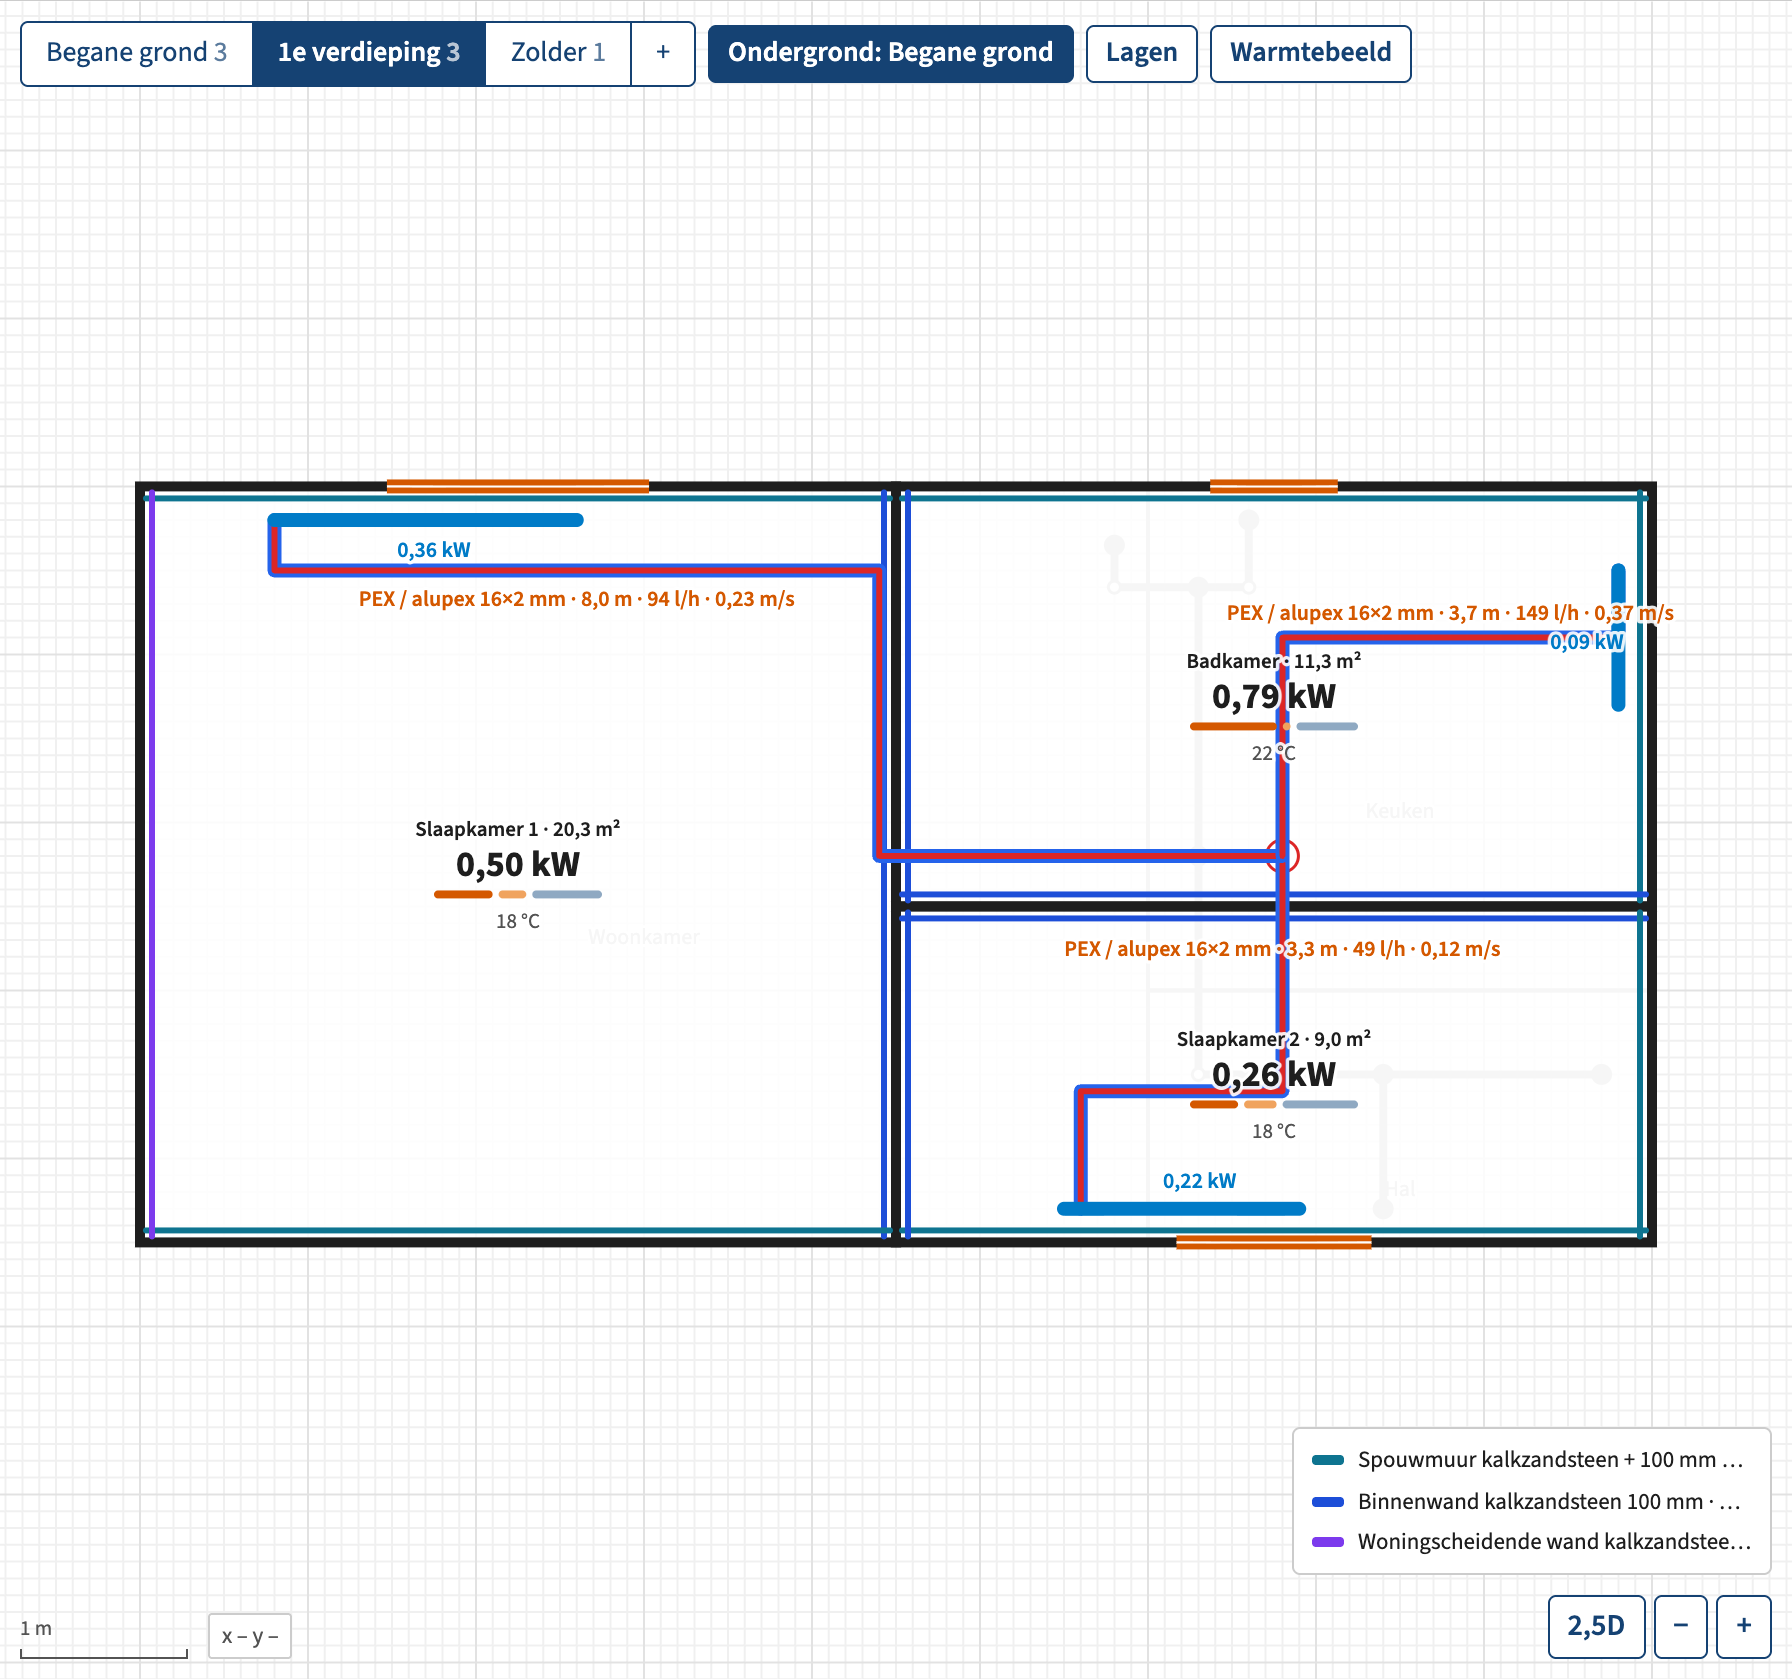 Begane grond 3
1e verdieping 3
Zolder 1
+
Ondergrond: Begane grond
Lagen
Warmtebeeld
0,36 kW
PEX / alupex 16×2 mm · 8,0 m · 94 l/h · 0,23 m/s
PEX / alupex 16×2 mm · 3,7 m · 149 l/h · 0,37 m/s
0,09 kW
Badkamer · 11,3 m²
0,79 kW
22 °C
Keuken
Slaapkamer 1 · 20,3 m²
0,50 kW
18 °C
Woonkamer
PEX / alupex 16×2 mm · 3,3 m · 49 l/h · 0,12 m/s
Slaapkamer 2 · 9,0 m²
0,26 kW
18 °C
0,22 kW
Hal
Spouwmuur kalkzandsteen + 100 mm …
Binnenwand kalkzandsteen 100 mm · …
Woningscheidende wand kalkzandstee…
1 m
x – y –
2,5D
−
+